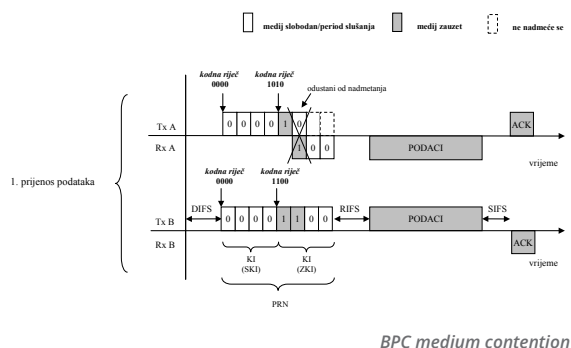 medij slobodan/period slušanja medij zauzet ne nadmeće se
kodna riječ kodna riječ
0000 1010
odustani od nadmetanja
Tx A 0 0 0 0 1 0 ACK
Rx A 1 0 0 PODACI
vrijeme
1. prijenos podataka
kodna riječ kodna riječ
0000 1100
DIFS RIFS SIFS
Tx B 0 0 0 0 1 1 0 0 PODACI
Rx B ACK
vrijeme
KI KI
(SKI) (ZKI)
PRN
BPC medium contention